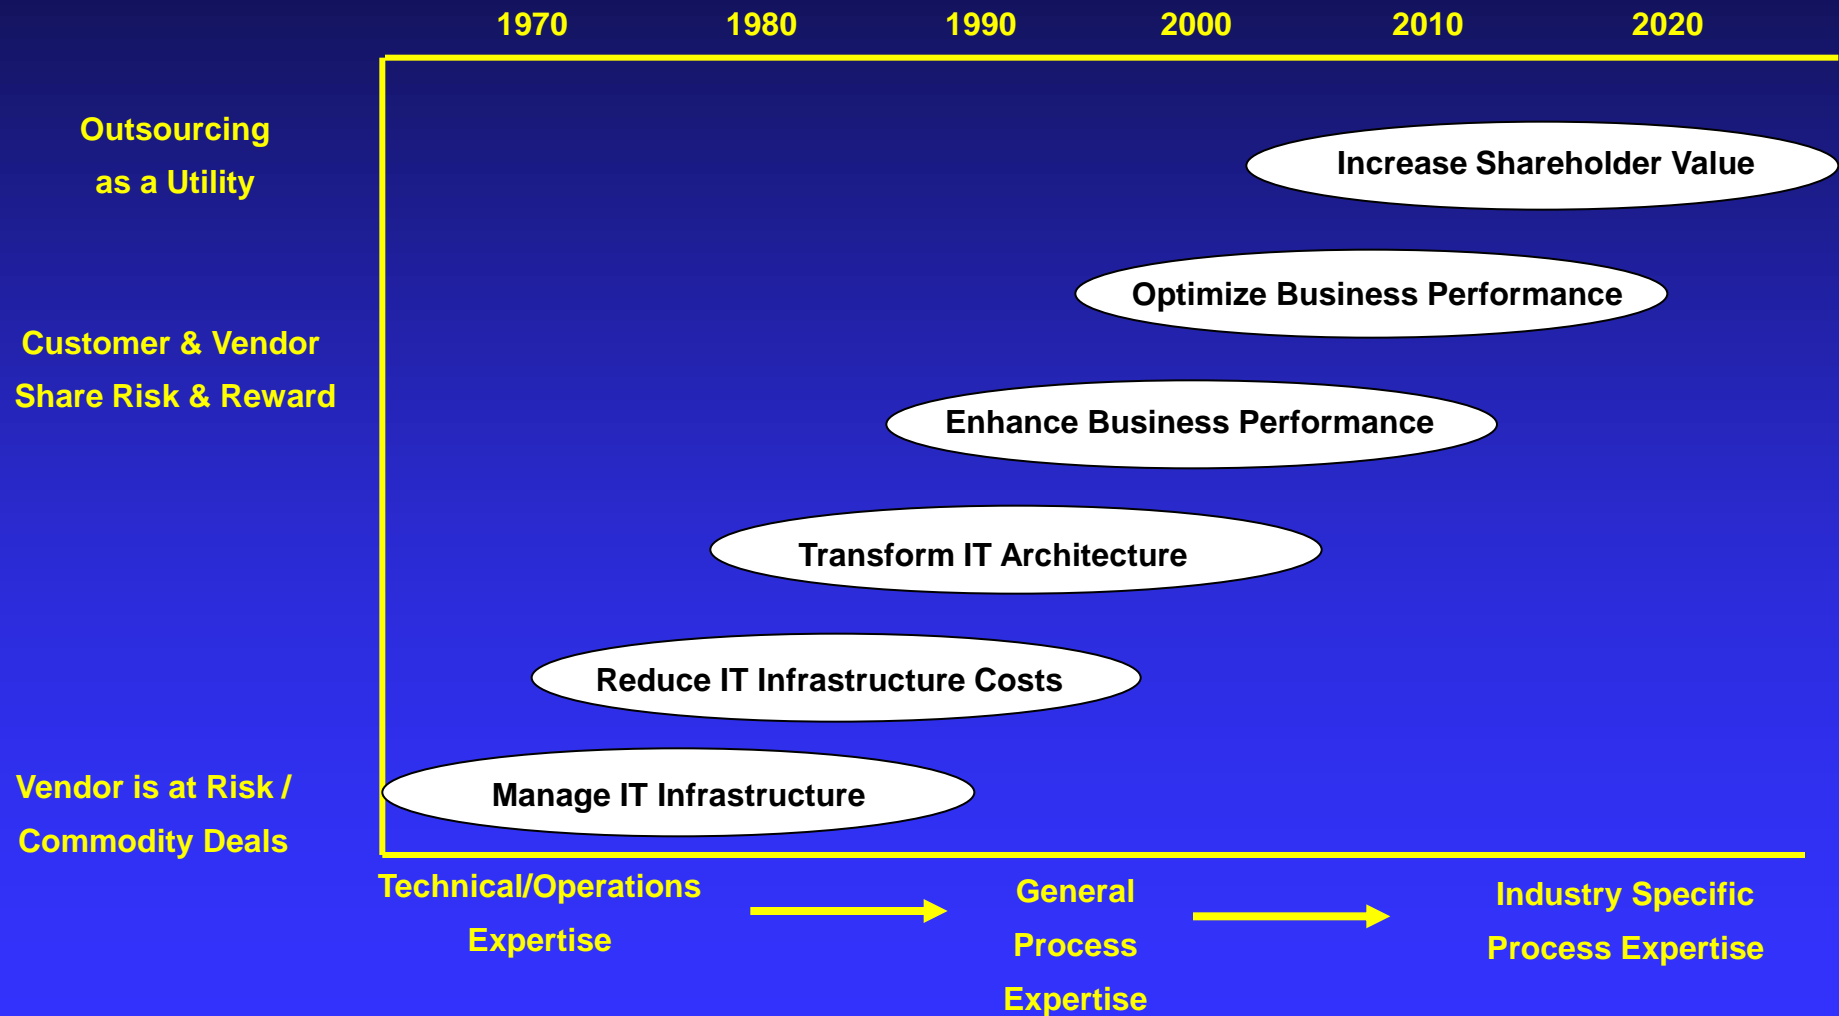 1970 1980 1990 2000 2010 2020
Outsourcing
as a Utility
Increase Shareholder Value
Optimize Business Performance
Customer & Vendor
Share Risk & Reward
Enhance Business Performance
Transform IT Architecture
Reduce IT Infrastructure Costs
Manage IT Infrastructure
Vendor is at Risk /
Commodity Deals
Technical/Operations
Expertise
General
Process
Expertise
Industry Specific
Process Expertise